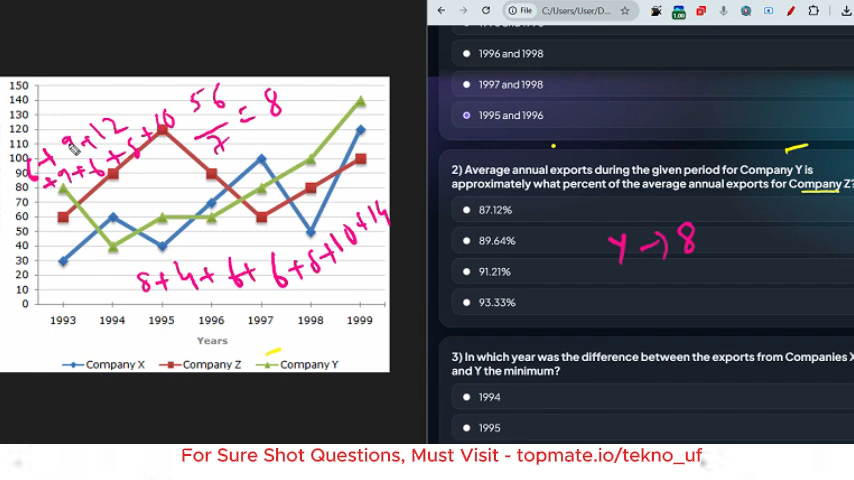 File
C:/Users/User/D...
1.00
1996 and 1998
1997 and 1998
1995 and 1996
2) Average annual exports during the given period for Company Y is
approximately what percent of the average annual exports for Company Z?
87.12%
89.64%
91.21%
93.33%
Y → 8
3) In which year was the difference between the exports from Companies X
and Y the minimum?
1994
1995
150
140
130
120
110
100
90
80
70
60
50
40
30
20
10
0
6+9+12
+9+6+8+10
56/7 = 8
8+4+6+6+8+10+14
1993 1994 1995 1996 1997 1998 1999
Years
Company X Company Z Company Y
For Sure Shot Questions, Must Visit - topmate.io/tekno_uf